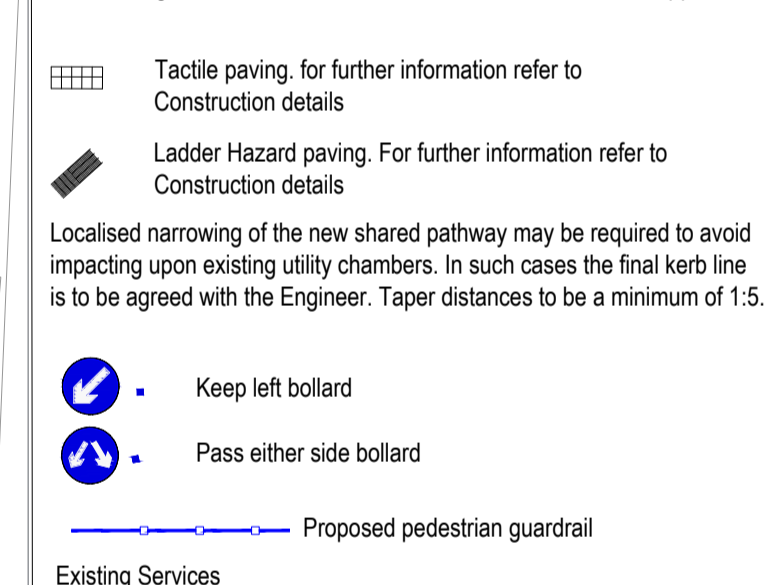 Tactile paving. for further information refer to
Construction details
Ladder Hazard paving. For further information refer to
Construction details
Localised narrowing of the new shared pathway may be required to avoid
impacting upon existing utility chambers. In such cases the final kerb line
is to be agreed with the Engineer. Taper distances to be a minimum of 1:5.
Keep left bollard
Pass either side bollard
Proposed pedestrian guardrail
Existing Services